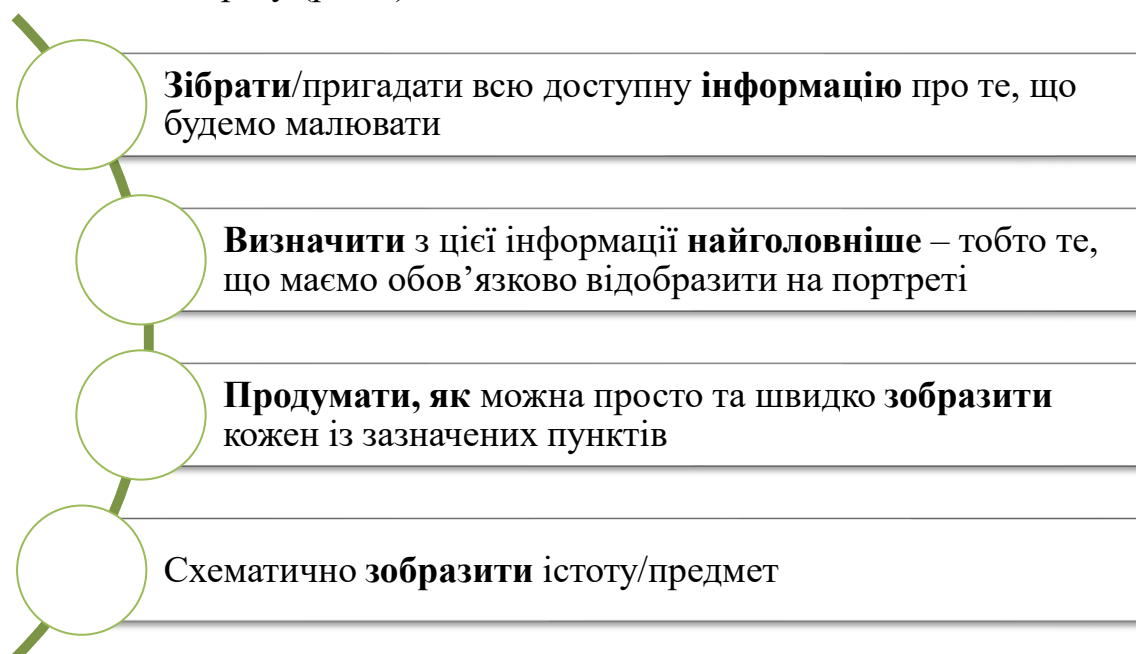 Зібрати/пригадати всю доступну інформацію про те, що
будемо малювати
Визначити з цієї інформації найголовніше – тобто те,
що маємо обов’язково відобразити на портреті
Продумати, як можна просто та швидко зобразити
кожен із зазначених пунктів
Схематично зобразити істоту/предмет